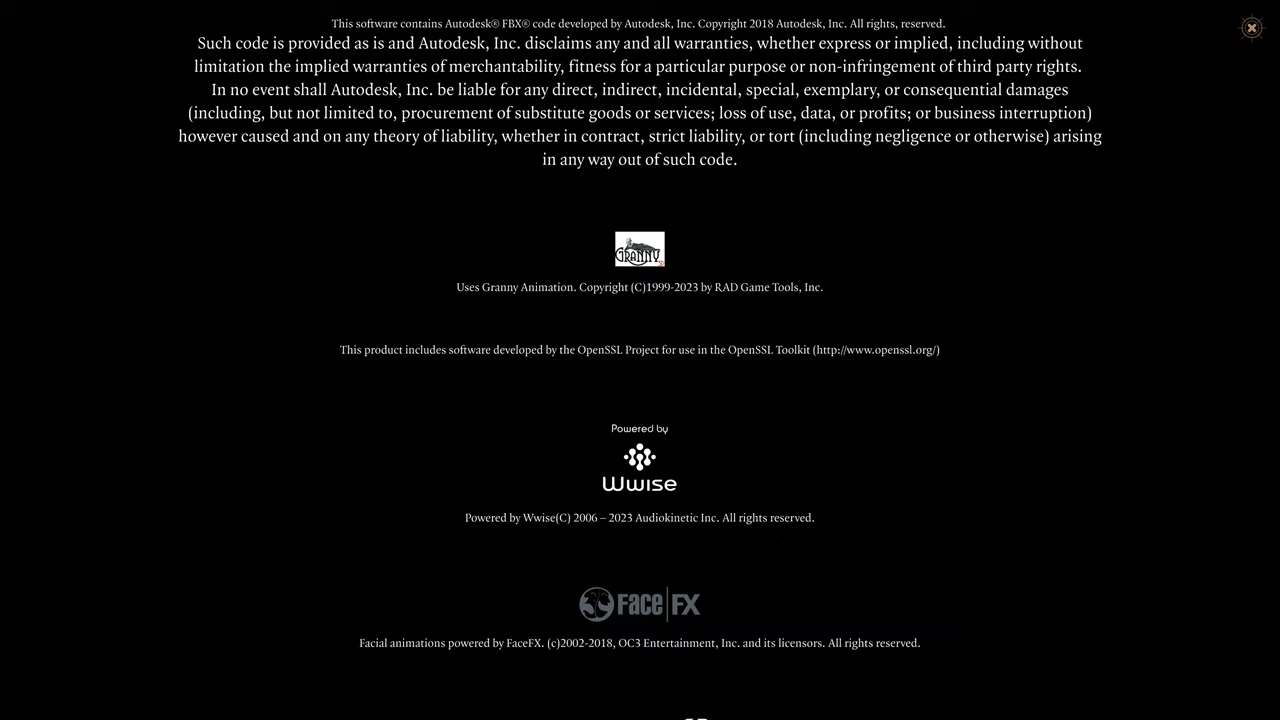 This software contains Autodesk® FBX® code developed by Autodesk, Inc. Copyright 2018 Autodesk, Inc. All rights, reserved.
Such code is provided as is and Autodesk, Inc. disclaims any and all warranties, whether express or implied, including without
limitation the implied warranties of merchantability, fitness for a particular purpose or non-infringement of third party rights.
In no event shall Autodesk, Inc. be liable for any direct, indirect, incidental, special, exemplary, or consequential damages
(including, but not limited to, procurement of substitute goods or services; loss of use, data, or profits; or business interruption)
however caused and on any theory of liability, whether in contract, strict liability, or tort (including negligence or otherwise) arising
in any way out of such code.
GRANNY
Uses Granny Animation. Copyright (C)1999-2023 by RAD Game Tools, Inc.
This product includes software developed by the OpenSSL Project for use in the OpenSSL Toolkit (http://www.openssl.org/)
Powered by
Wwise
Powered by Wwise(C) 2006 – 2023 Audiokinetic Inc. All rights reserved.
Face|FX
Facial animations powered by FaceFX. (c)2002-2018, OC3 Entertainment, Inc. and its licensors. All rights reserved.